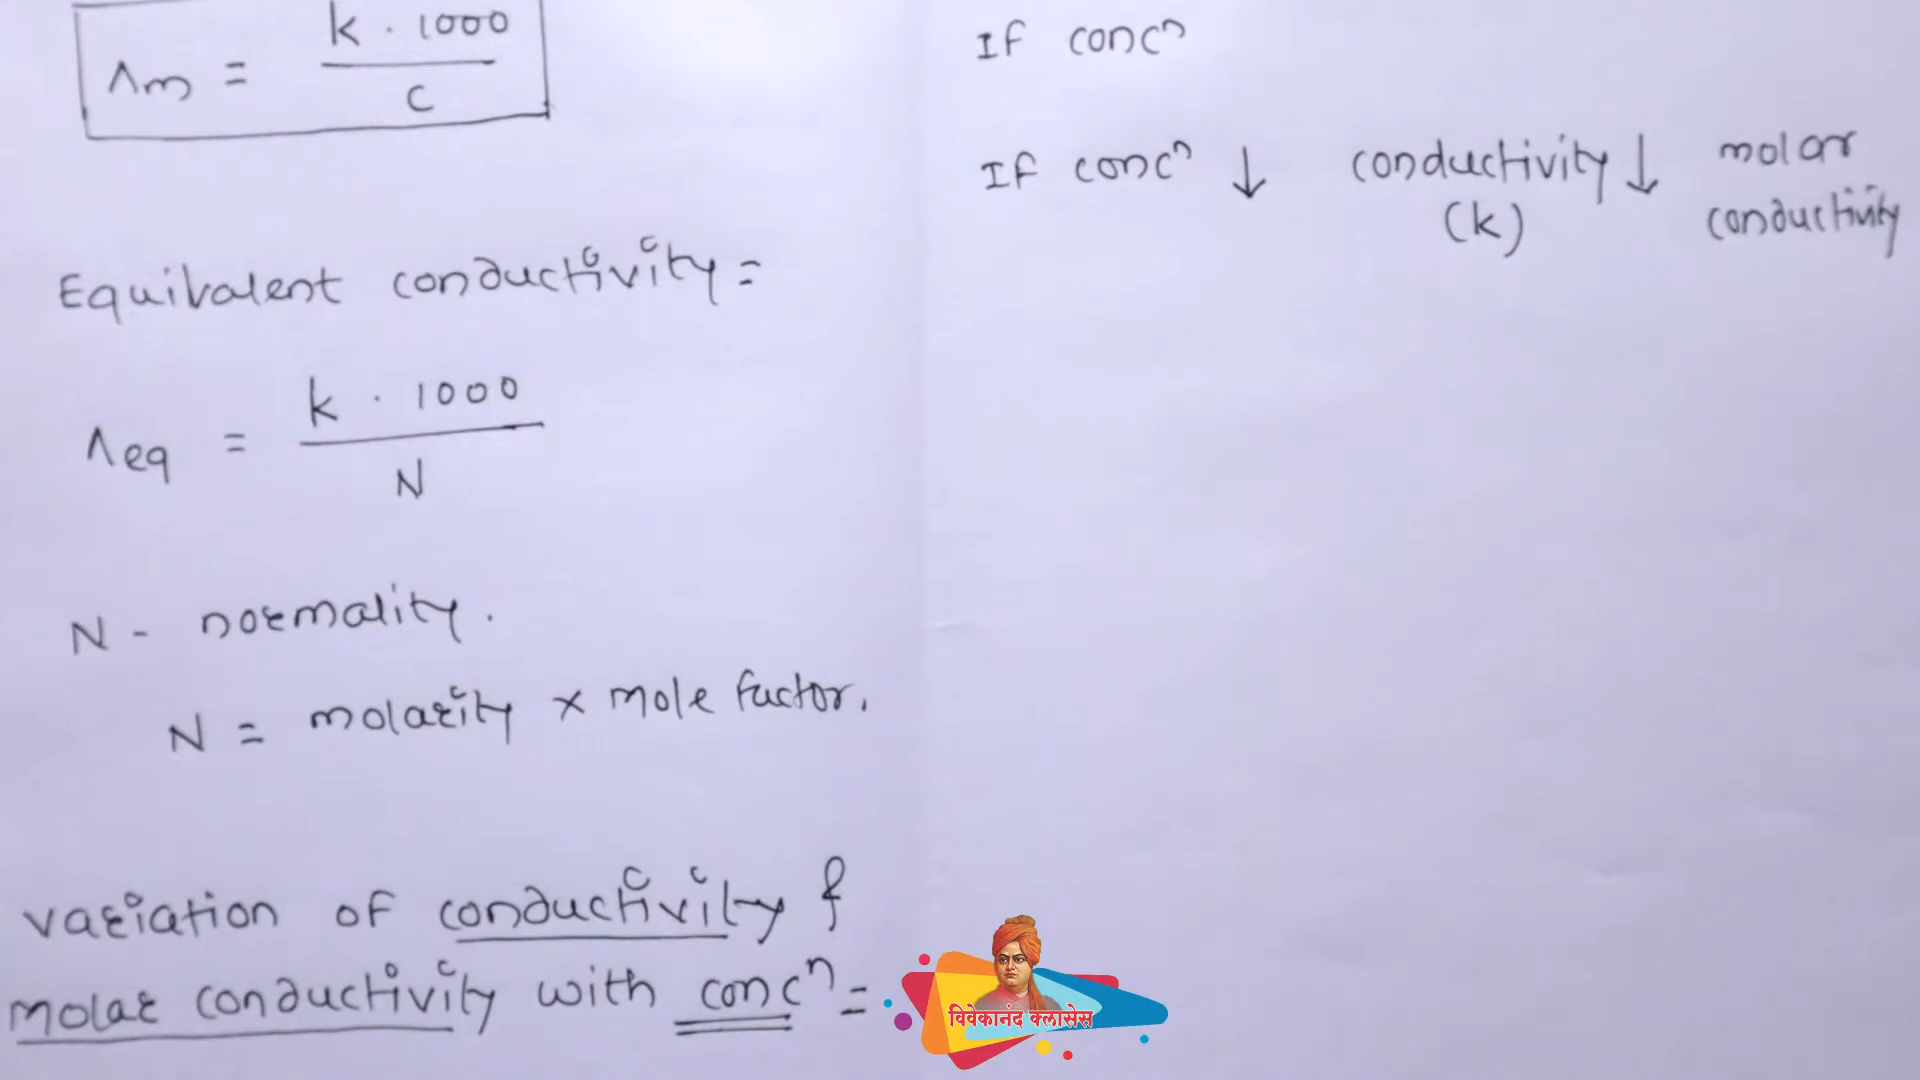 Λm = k . 1000 / c
Equivalent conductivity =
Λeq = k . 1000 / N
N - normality.
N = molarity × mole factor.
variation of conductivity &
molar conductivity with concⁿ =
If concⁿ
If concⁿ ↓ conductivity ↓ molar
(k) conductivity
विवेकानंद क्लासेस